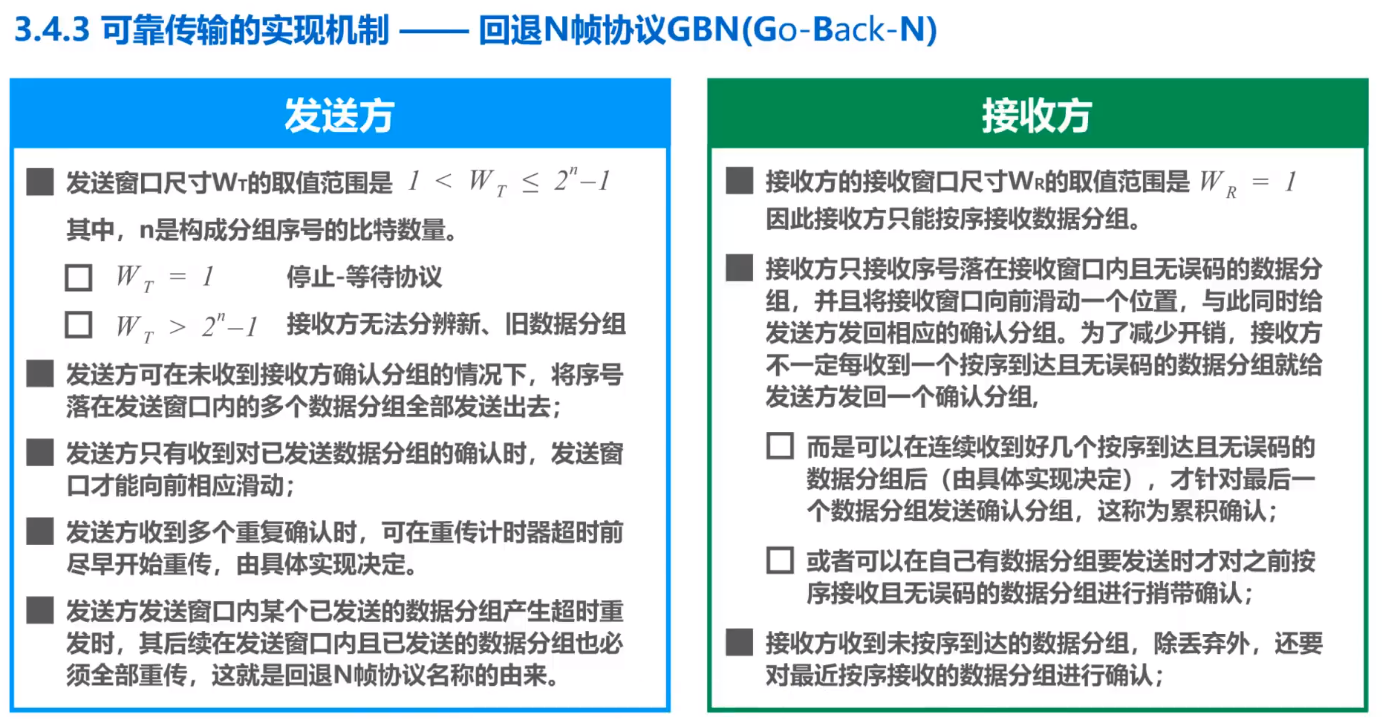 3.4.3 可靠传输的实现机制 —— 回退N帧协议GBN(Go-Back-N)
发送方
发送窗口尺寸WT的取值范围是 1 < W_T ≤ 2^n–1
其中，n是构成分组序号的比特数量。
W_T = 1 停止-等待协议
W_T > 2^n–1 接收方无法分辨新、旧数据分组
发送方可在未收到接收方确认分组的情况下，将序号
落在发送窗口内的多个数据分组全部发送出去；
发送方只有收到对已发送数据分组的确认时，发送窗
口才能向前相应滑动；
发送方收到多个重复确认时，可在重传计时器超时前
尽早开始重传，由具体实现决定。
发送方发送窗口内某个已发送的数据分组产生超时重
发时，其后续在发送窗口内且已发送的数据分组也必
须全部重传，这就是回退N帧协议名称的由来。
接收方
接收方的接收窗口尺寸WR的取值范围是 W_R = 1
因此接收方只能按序接收数据分组。
接收方只接收序号落在接收窗口内且无误码的数据分
组，并且将接收窗口向前滑动一个位置，与此同时给
发送方发回相应的确认分组。为了减少开销，接收方
不一定每收到一个按序到达且无误码的数据分组就给
发送方发回一个确认分组,
而是可以在连续收到好几个按序到达且无误码的
数据分组后（由具体实现决定），才针对最后一
个数据分组发送确认分组，这称为累积确认；
或者可以在自己有数据分组要发送时才对之前按
序接收且无误码的数据分组进行捎带确认；
接收方收到未按序到达的数据分组，除丢弃外，还要
对最近按序接收的数据分组进行确认；